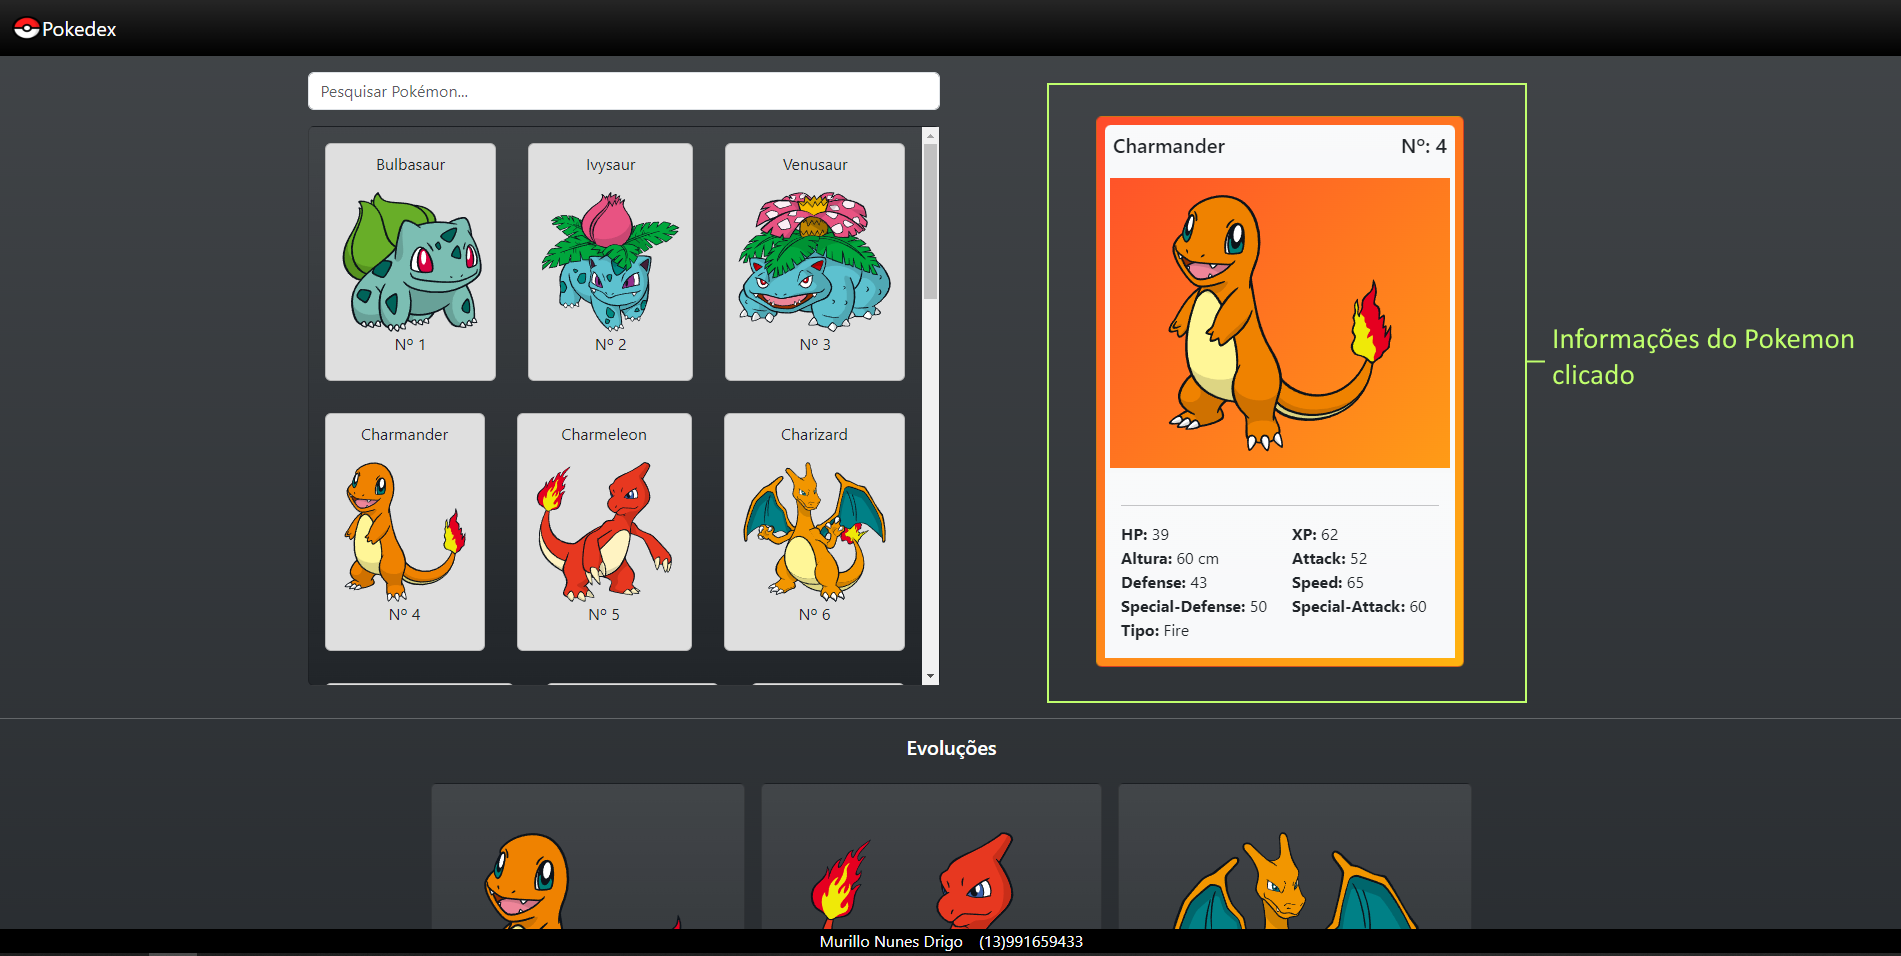 Pokedex
Pesquisar Pokémon...
Bulbasaur
Nº 1
Ivysaur
Nº 2
Venusaur
Nº 3
Charmander
Nº 4
Charmeleon
Nº 5
Charizard
Nº 6
Charmander Nº: 4
HP: 39 XP: 62
Altura: 60 cm Attack: 52
Defense: 43 Speed: 65
Special-Defense: 50 Special-Attack: 60
Tipo: Fire
Informações do Pokemon
clicado
Evoluções
Murillo Nunes Drigo (13)991659433